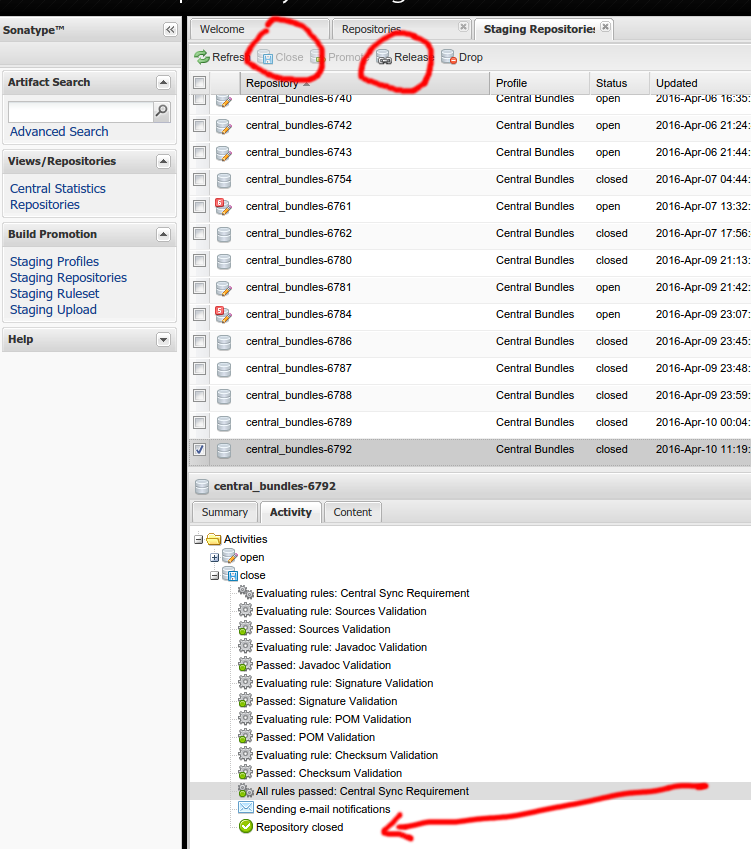 Sonatype™
Welcome
Repositories
Staging Repositories
Refresh Close Promote Release Drop
Artifact Search
Advanced Search
Views/Repositories
Central Statistics
Repositories
Build Promotion
Staging Profiles
Staging Repositories
Staging Ruleset
Staging Upload
Help
Repository Profile Status Updated
central_bundles-6740 Central Bundles open 2016-Apr-06 16:35:
central_bundles-6742 Central Bundles open 2016-Apr-06 21:24:
central_bundles-6743 Central Bundles open 2016-Apr-06 21:44:
central_bundles-6754 Central Bundles closed 2016-Apr-07 04:44:
6 central_bundles-6761 Central Bundles open 2016-Apr-07 13:32:
central_bundles-6762 Central Bundles closed 2016-Apr-07 17:56:
central_bundles-6780 Central Bundles closed 2016-Apr-09 21:13:
central_bundles-6781 Central Bundles open 2016-Apr-09 21:42:
5 central_bundles-6784 Central Bundles open 2016-Apr-09 23:07:
central_bundles-6786 Central Bundles closed 2016-Apr-09 23:45:
central_bundles-6787 Central Bundles closed 2016-Apr-09 23:48:
central_bundles-6788 Central Bundles closed 2016-Apr-09 23:59:
central_bundles-6789 Central Bundles closed 2016-Apr-10 00:04:
central_bundles-6792 Central Bundles closed 2016-Apr-10 11:19:
central_bundles-6792
Summary Activity Content
Activities
open
close
Evaluating rules: Central Sync Requirement
Evaluating rule: Sources Validation
Passed: Sources Validation
Evaluating rule: Javadoc Validation
Passed: Javadoc Validation
Evaluating rule: Signature Validation
Passed: Signature Validation
Evaluating rule: POM Validation
Passed: POM Validation
Evaluating rule: Checksum Validation
Passed: Checksum Validation
All rules passed: Central Sync Requirement
Sending e-mail notifications
Repository closed